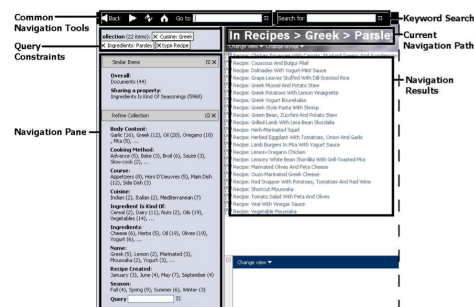 Common
Navigation Tools
Query
Constraints
Navigation Pane
Back
Go to
Search for
Keyword Search
Current
Navigation Path
Navigation
Results
ollection (22 items): X Cuisine: Greek
X Ingredients: Parsley X type Recipe
In Recipes > Greek > Parsley
Change view
Similar Items
Overall:
Documents (44)
Sharing a property:
Ingredients Is Kind Of Seasonings (5968)
Refine Collection
Body Content:
Garlic (16), Greek (12), Oil (20), Oregano (10)
, Pita (5), ...
Cooking Method:
Advance (5), Bake (3), Broil (6), Saute (3),
Slow-cook (2), ...
Course:
Appetizers (8), Hors D'Oeuvres (5), Main Dish
(12), Side Dish (3)
Cuisine:
Indian (2), Italian (2), Mediterranean (7)
Ingredient Is Kind Of:
Cereal (2), Dairy (11), Nuts (2), Oils (19),
Vegetables (14), ...
Ingredients:
Cheese (6), Herbs (5), Oil (19), Olives (19),
Yogurt (6), ...
Name:
Greek (5), Lemon (2), Marinated (3),
Moussaka (2), Yogurt (3), ...
Recipe Created:
January (3), June (4), May (7), September (4)
Season:
Fall (4), Spring (9), Summer (6), Winter (3)
Query
Recipe: Couscous And Bulgur Pilaf
Recipe: Dolmades With Yogurt-Mint Sauce
Recipe: Grape Leaves Stuffed With Dill-Scented Rice
Recipe: Greek Mussel And Potato Stew
Recipe: Greek Potatoes With Lemon Vinaigrette
Recipe: Greek Yogurt Birunekaka
Recipe: Greek-Style Pasta With Shrimp
Recipe: Green Bean, Zucchini And Potato Stew
Recipe: Grilled Lamb With Lima Bean Skordalia
Recipe: Herb-Marinated Squid
Recipe: Herbed Eggplant With Tomatoes, Onion And Garlic
Recipe: Lamb Burgers In Pita With Yogurt Sauce
Recipe: Lemon-Oregano Chicken
Recipe: Lemony White Bean Skordalia With Grill-Toasted Pita
Recipe: Marinated Olives And Feta Cheese
Recipe: Ouzo-Marinated Greek Cheese
Recipe: Red Snapper With Potatoes, Tomatoes And Red Wine
Recipe: Shortcut Moussaka
Recipe: Tomato Salad With Feta And Olives
Recipe: Veal With Vinegar Sauce
Recipe: Vegetable Moussaka
Change view